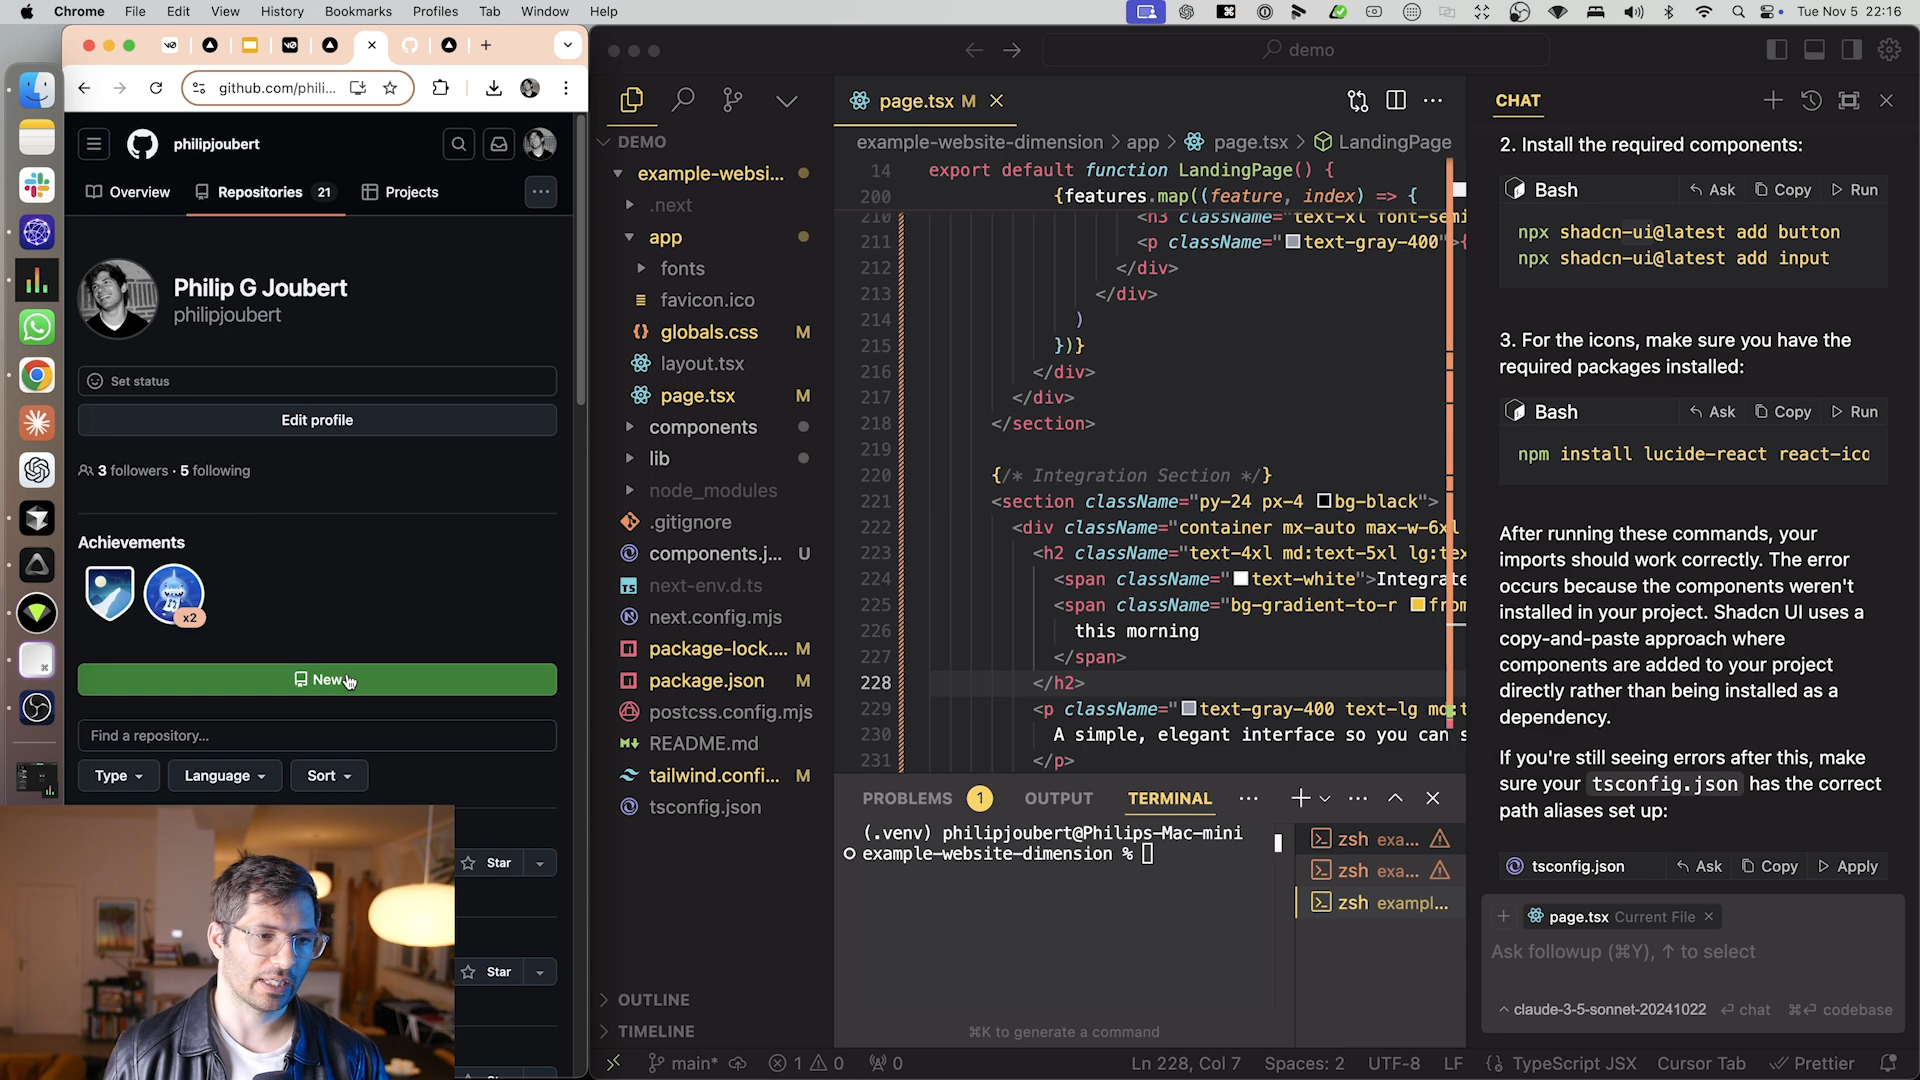 Chrome File Edit View History Bookmarks Profiles Tab Window Help
Tue Nov 5 22:16
github.com/phili...
philipjoubert
Overview
Repositories 21
Projects
Philip G Joubert
philipjoubert
Set status
Edit profile
3 followers · 5 following
Achievements
x2
New
Find a repository...
Type
Language
Sort
Star
Star
demo
DEMO
example-websi...
.next
app
fonts
favicon.ico
globals.css M
layout.tsx
page.tsx M
components
lib
node_modules
.gitignore
components.j... U
next-env.d.ts
next.config.mjs
package-lock.... M
package.json M
postcss.config.mjs
README.md
tailwind.confi... M
tsconfig.json
OUTLINE
TIMELINE
page.tsx M
example-website-dimension > app > page.tsx > LandingPage
14 export default function LandingPage() {
200 {features.map((feature, index) => {
210 <h3 className="text-xl font-semi
211 <p className="text-gray-400">{
212 </div>
213 </div>
214 )
215 })}
216 </div>
217 </div>
218 </section>
219
220 {/* Integration Section */}
221 <section className="py-24 px-4 bg-black">
222 <div className="container mx-auto max-w-6xl
223 <h2 className="text-4xl md:text-5xl lg:tex
224 <span className="text-white">Integrate
225 <span className="bg-gradient-to-r from
226 this morning
227 </span>
228 </h2>
229 <p className="text-gray-400 text-lg md:t
230 A simple, elegant interface so you can s
231 </p>
PROBLEMS 1 OUTPUT TERMINAL
(.venv) philipjoubert@Philips-Mac-mini
example-website-dimension %
zsh exa...
zsh exa...
zsh exampl...
⌘K to generate a command
CHAT
2. Install the required components:
Bash Ask Copy Run
npx shadcn-ui@latest add button
npx shadcn-ui@latest add input
3. For the icons, make sure you have the
required packages installed:
Bash Ask Copy Run
npm install lucide-react react-ico
After running these commands, your
imports should work correctly. The error
occurs because the components weren't
installed in your project. Shadcn UI uses a
copy-and-paste approach where
components are added to your project
directly rather than being installed as a
dependency.
If you're still seeing errors after this, make
sure your tsconfig.json has the correct
path aliases set up:
tsconfig.json Ask Copy Apply
page.tsx Current File
Ask followup (⌘Y), ↑ to select
claude-3-5-sonnet-20241022 chat codebase
main* 1 0 0 Ln 228, Col 7 Spaces: 2 UTF-8 LF TypeScript JSX Cursor Tab Prettier